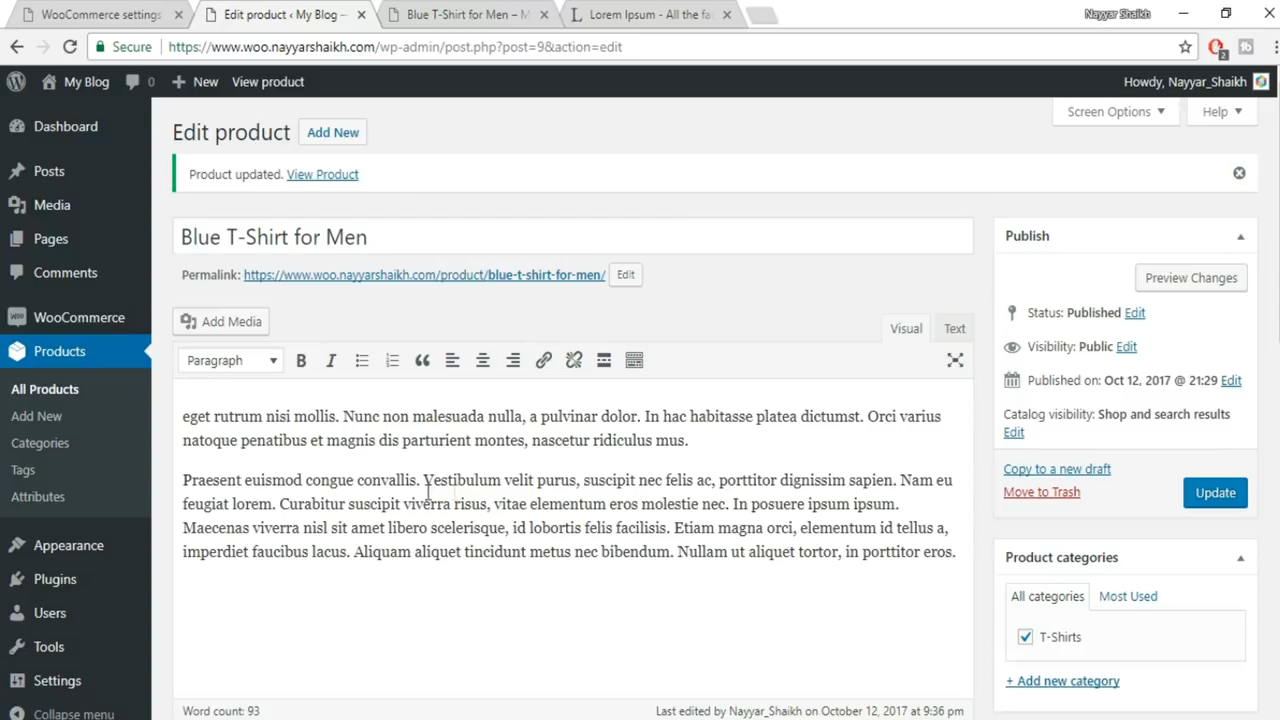 WooCommerce settings
Edit product ‹ My Blog —
Blue T-Shirt for Men – M
Lorem Ipsum - All the fa
Nayyar Shaikh
Secure
https://www.woo.nayyarshaikh.com/wp-admin/post.php?post=9&action=edit
2
My Blog
0
New
View product
Howdy, Nayyar_Shaikh
Dashboard
Posts
Media
Pages
Comments
WooCommerce
Products
All Products
Add New
Categories
Tags
Attributes
Appearance
Plugins
Users
Tools
Settings
Collapse menu
Screen Options
Help
Edit product
Add New
Product updated. View Product
Blue T-Shirt for Men
Permalink: https://www.woo.nayyarshaikh.com/product/blue-t-shirt-for-men/ Edit
Add Media
Visual
Text
Paragraph
eget rutrum nisi mollis. Nunc non malesuada nulla, a pulvinar dolor. In hac habitasse platea dictumst. Orci varius
natoque penatibus et magnis dis parturient montes, nascetur ridiculus mus.
Praesent euismod congue convallis. Vestibulum velit purus, suscipit nec felis ac, porttitor dignissim sapien. Nam eu
feugiat lorem. Curabitur suscipit viverra risus, vitae elementum eros molestie nec. In posuere ipsum ipsum.
Maecenas viverra nisl sit amet libero scelerisque, id lobortis felis facilisis. Etiam magna orci, elementum id tellus a,
imperdiet faucibus lacus. Aliquam aliquet tincidunt metus nec bibendum. Nullam ut aliquet tortor, in porttitor eros.
Word count: 93
Last edited by Nayyar_Shaikh on October 12, 2017 at 9:36 pm
Publish
Preview Changes
Status: Published Edit
Visibility: Public Edit
Published on: Oct 12, 2017 @ 21:29 Edit
Catalog visibility: Shop and search results
Edit
Copy to a new draft
Move to Trash
Update
Product categories
All categories
Most Used
T-Shirts
+ Add new category